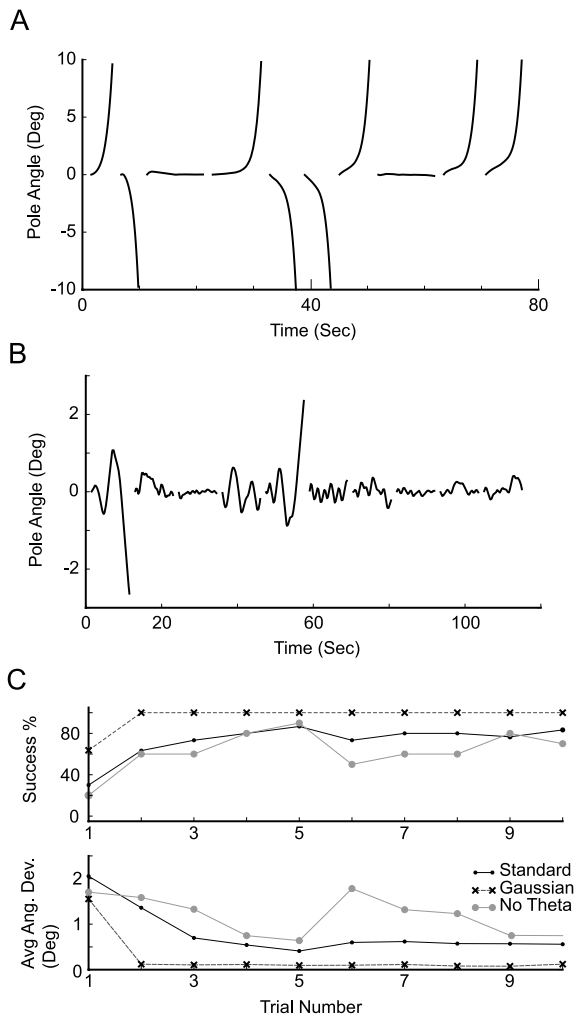 A
10
5
0
-5
-10
Pole Angle (Deg)
0
40
80
Time (Sec)
B
2
0
-2
Pole Angle (Deg)
0
20
60
100
Time (Sec)
C
80
40
0
Success %
1
3
5
7
9
2
1
0
Avg Ang. Dev.
(Deg)
Standard
Gaussian
No Theta
1
3
5
7
9
Trial Number